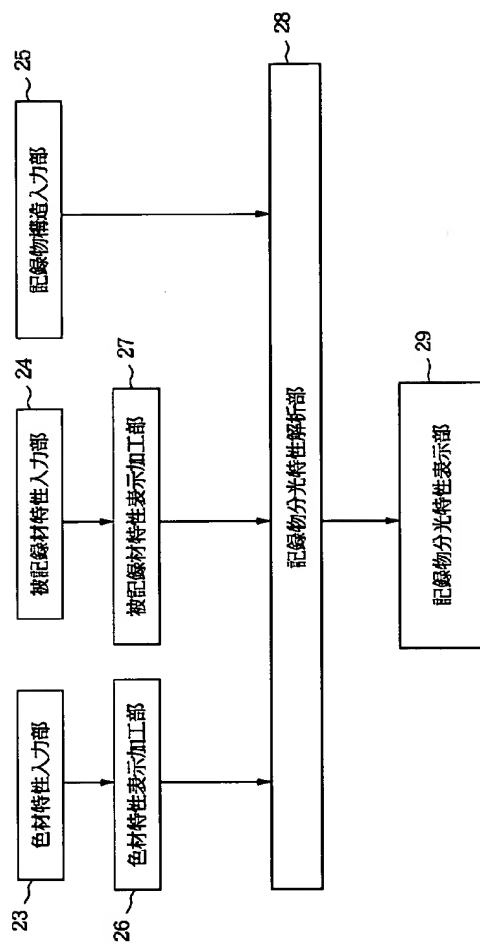 23
色材特性入力部
24
被記録材特性入力部
25
記録物構造入力部
26
色材特性表示加工部
27
被記録材特性表示加工部
28
記録物分光特性解析部
29
記録物分光特性表示部